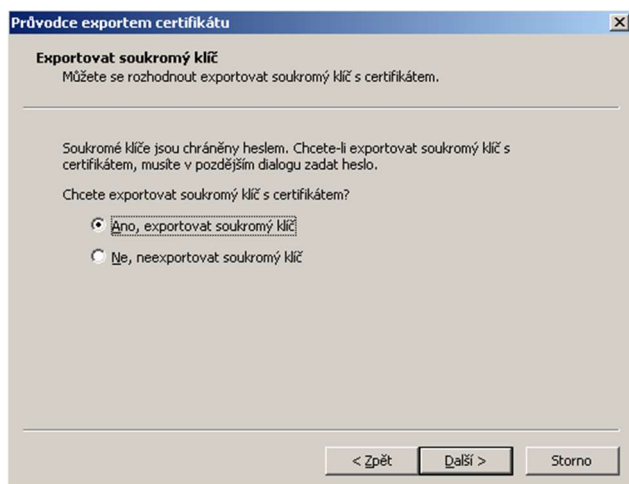 Průvodce exportem certifikátu
Exportovat soukromý klíč
Můžete se rozhodnout exportovat soukromý klíč s certifikátem.
Soukromé klíče jsou chráněny heslem. Chcete-li exportovat soukromý klíč s
certifikátem, musíte v pozdějším dialogu zadat heslo.
Chcete exportovat soukromý klíč s certifikátem?
Ano, exportovat soukromý klíč
Ne, neexportovat soukromý klíč
< Zpět
Další >
Storno